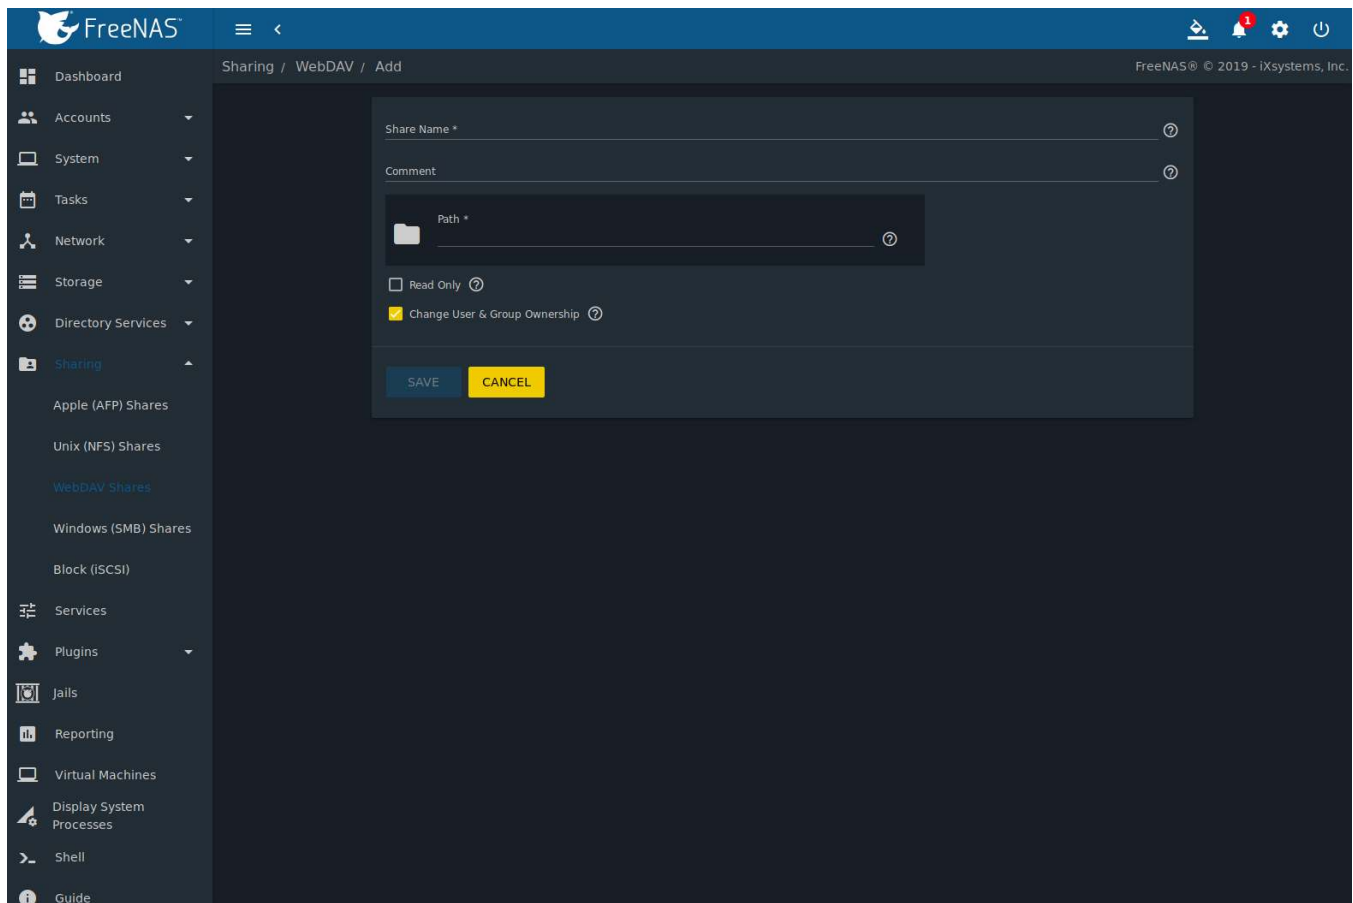 FreeNAS™
1
Sharing / WebDAV / Add
FreeNAS® © 2019 - iXsystems, Inc.
Dashboard
Accounts
System
Tasks
Network
Storage
Directory Services
Sharing
Apple (AFP) Shares
Unix (NFS) Shares
WebDAV Shares
Windows (SMB) Shares
Block (iSCSI)
Services
Plugins
Jails
Reporting
Virtual Machines
Display System
Processes
Shell
Guide
Share Name *
Comment
Path *
Read Only
Change User & Group Ownership
SAVE
CANCEL